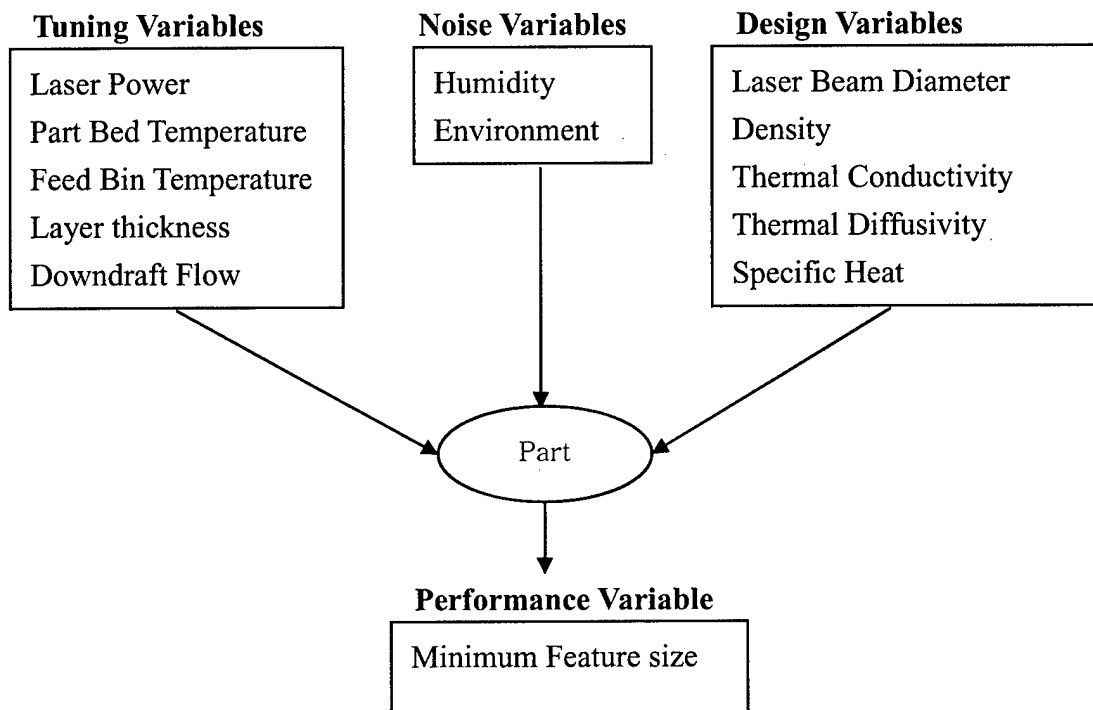 Tuning Variables
Laser Power
Part Bed Temperature
Feed Bin Temperature
Layer thickness
Downdraft Flow
Noise Variables
Humidity
Environment
Design Variables
Laser Beam Diameter
Density
Thermal Conductivity
Thermal Diffusivity
Specific Heat
Part
Performance Variable
Minimum Feature size